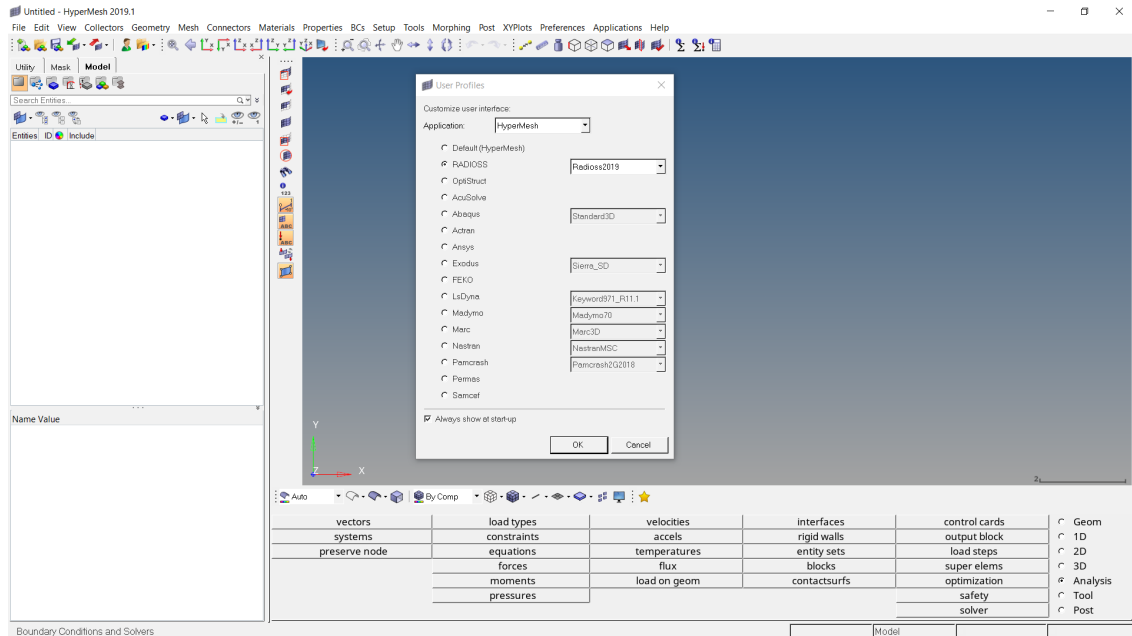 Untitled - HyperMesh 2019.1
File Edit View Collectors Geometry Mesh Connectors Materials Properties BCs Setup Tools Morphing Post XYPlots Preferences Applications Help
Utility Mask Model
Search Entities...
Entities ID Include
Name Value
User Profiles
Customize user interface:
Application: HyperMesh
Default (HyperMesh)
RADIOSS Radioss2019
OptiStruct
AcuSolve
Abaqus Standard3D
Actran
Ansys
Exodus Sierra_SD
FEKO
LsDyna Keyword971_R11.1
Madymo Madymo70
Marc Marc3D
Nastran NastranMSC
Pamcrash Pamcrash2G2018
Permas
Samcef
Always show at start-up
OK Cancel
123
ABC
ABC
Y
Z X
Auto By Comp
vectors load types velocities interfaces control cards Geom
systems constraints accels rigid walls output block 1D
preserve node equations temperatures entity sets load steps 2D
forces flux blocks super elems 3D
moments load on geom contactsurfs optimization Analysis
pressures safety Tool
solver Post
Boundary Conditions and Solvers Model